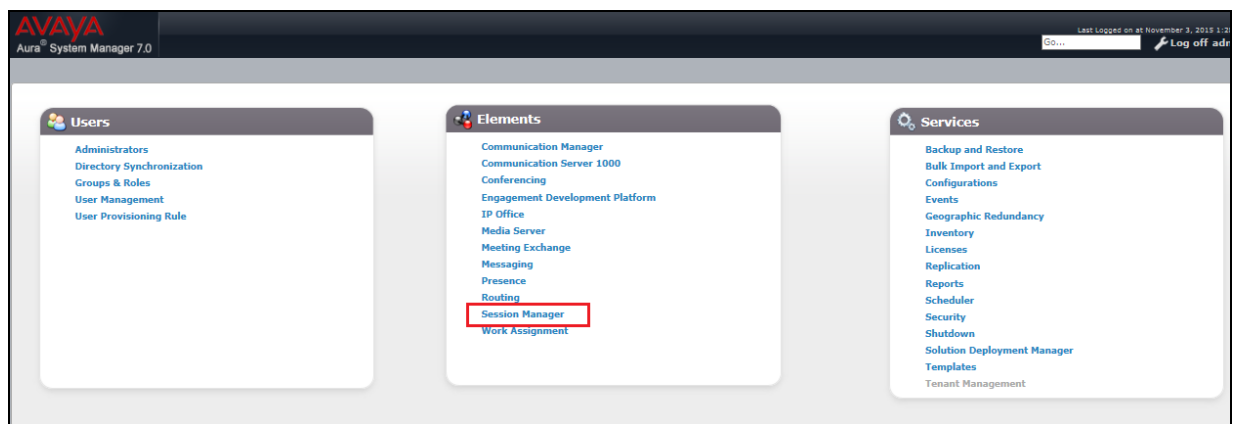 AVAYA
Aura® System Manager 7.0
Last Logged on at November 3, 2015 1:2
Go...
Log off adm
Users
Administrators
Directory Synchronization
Groups & Roles
User Management
User Provisioning Rule
Elements
Communication Manager
Communication Server 1000
Conferencing
Engagement Development Platform
IP Office
Media Server
Meeting Exchange
Messaging
Presence
Routing
Session Manager
Work Assignment
Services
Backup and Restore
Bulk Import and Export
Configurations
Events
Geographic Redundancy
Inventory
Licenses
Replication
Reports
Scheduler
Security
Shutdown
Solution Deployment Manager
Templates
Tenant Management